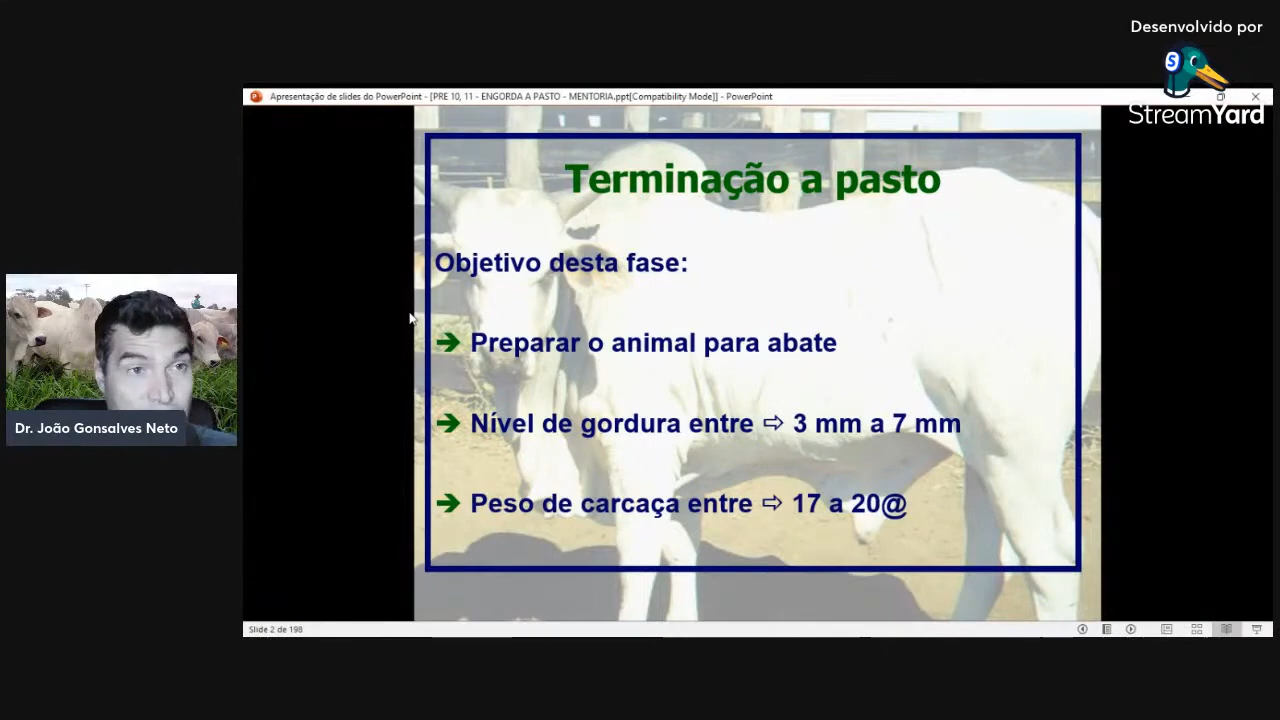 Desenvolvido por
S
StreamYard
Apresentação de slides do PowerPoint - [PRE 10, 11 - ENGORDA A PASTO - MENTORIA.ppt[Compatibility Mode]] - PowerPoint
Terminação a pasto
Objetivo desta fase:
➔ Preparar o animal para abate
➔ Nível de gordura entre ⇨ 3 mm a 7 mm
➔ Peso de carcaça entre ⇨ 17 a 20@
Dr. João Gonsalves Neto
Slide 2 de 198